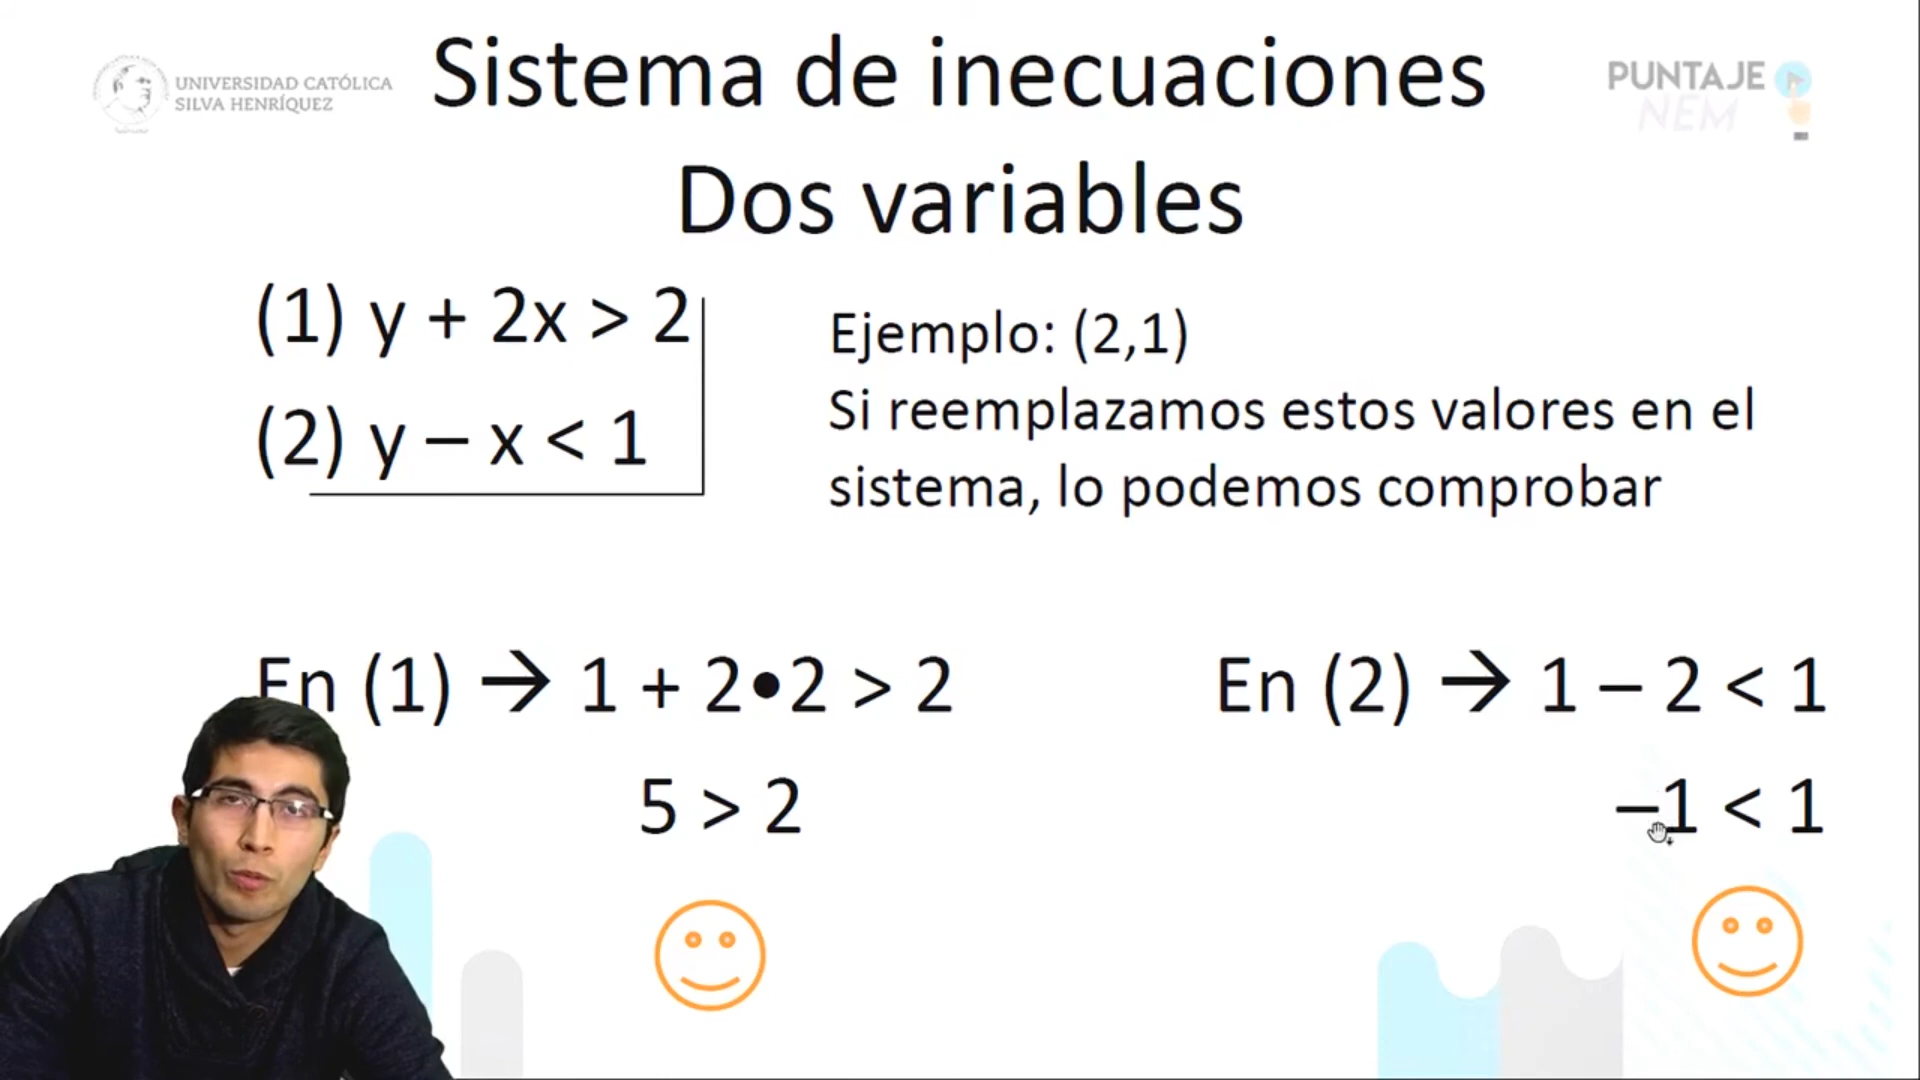 UNIVERSIDAD CATÓLICA
SILVA HENRÍQUEZ
Sistema de inecuaciones
Dos variables
PUNTAJE
NEM
(1) y + 2x > 2
(2) y – x < 1
Ejemplo: (2,1)
Si reemplazamos estos valores en el
sistema, lo podemos comprobar
En (1) → 1 + 2•2 > 2
5 > 2
En (2) → 1 – 2 < 1
–1 < 1